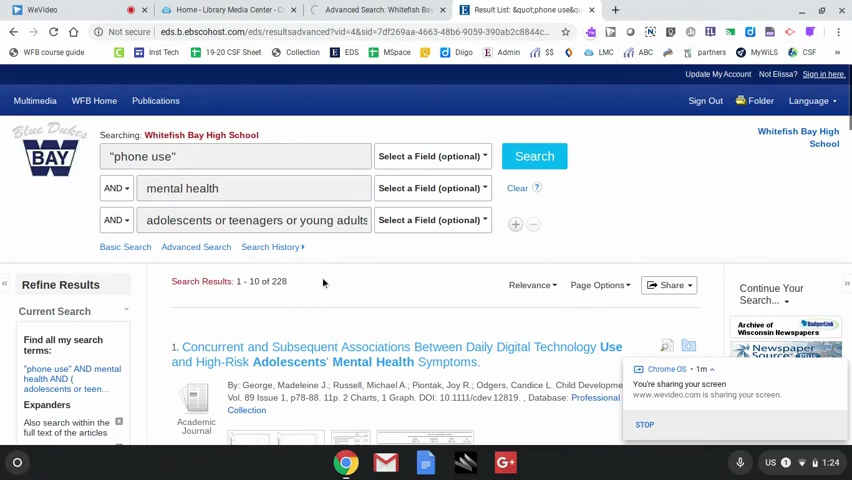 WeVideo
Home - Library Media Center - C
Advanced Search: Whitefish Bay
Result List: &quot;phone use&qu
Not secure | eds.b.ebscohost.com/eds/resultsadvanced?vid=4&sid=7df269aa-4663-48b6-9059-390ab2c8844c...
WFB course guide
Inst Tech
19-20 CSF Sheet
Collection
EDS
MSpace
Diigo
Admin
$$
LMC
ABC
partners
MyWiLS
CSF
Update My Account
Not Elissa?
Sign in here.
Multimedia
WFB Home
Publications
Sign Out
Folder
Language
Blue Dukes
BAY
Searching: Whitefish Bay High School
Whitefish Bay High
School
"phone use"
Select a Field (optional)
Search
AND
mental health
Select a Field (optional)
Clear
?
AND
adolescents or teenagers or young adults
Select a Field (optional)
Basic Search
Advanced Search
Search History
Refine Results
Search Results: 1 - 10 of 228
Relevance
Page Options
Share
Continue Your
Search...
Current Search
Find all my search
terms:
"phone use" AND mental
health AND (
adolescents or teen...
Expanders
Also search within the
full text of the articles
1. Concurrent and Subsequent Associations Between Daily Digital Technology Use
and High-Risk Adolescents' Mental Health Symptoms.
By: George, Madeleine J.; Russell, Michael A.; Piontak, Joy R.; Odgers, Candice L. Child Developme
Vol. 89 Issue 1, p78-88. 11p. 2 Charts, 1 Graph. DOI: 10.1111/cdev.12819. , Database: Professional
Collection
Academic
Journal
Archive of
Wisconsin Newspapers
BadgerLink
Newspaper
Source
Chrome OS • 1m
You're sharing your screen
www.wevideo.com is sharing your screen.
STOP
US
1
1:24